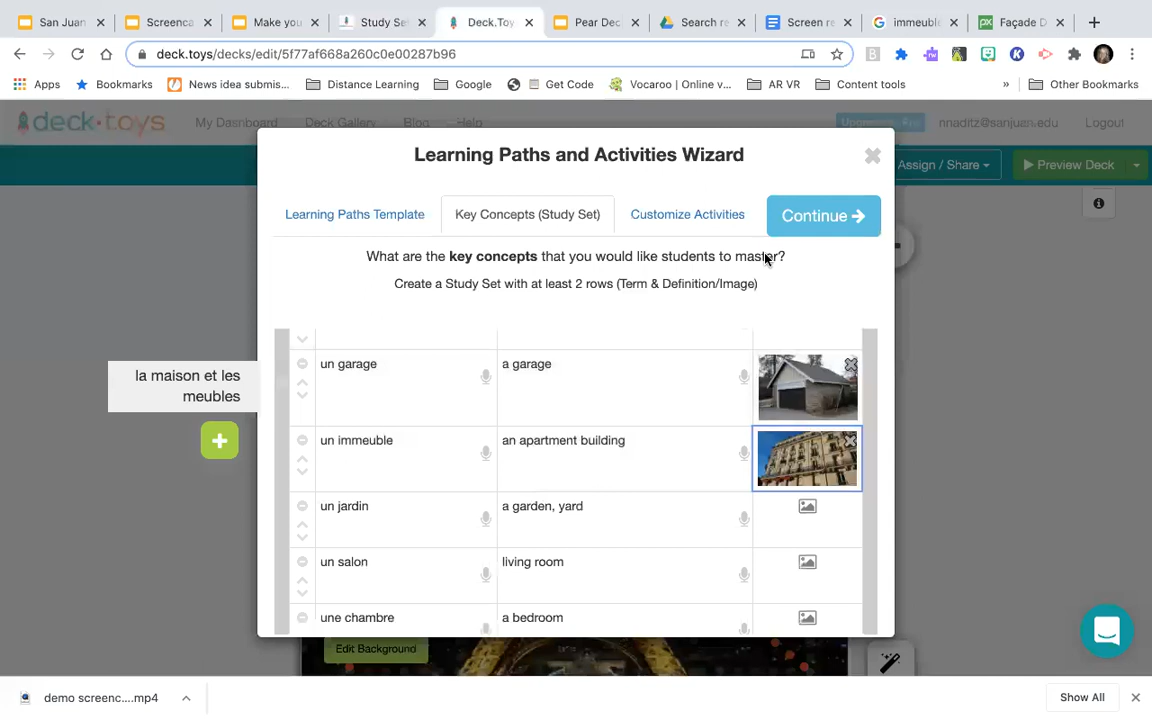 San Juan
Screenca
Make you
Study Se
Deck.Toy
Pear Dec
Search re
Screen re
immeuble
Façade D
deck.toys/decks/edit/5f77af668a260c0e00287b96
Apps
Bookmarks
News idea submis...
Distance Learning
Google
Get Code
Vocaroo | Online v...
AR VR
Content tools
»
Other Bookmarks
deck·toys
My Dashboard
Deck Gallery
Blog
Help
nnaditz@sanjuan.edu
Logout
Assign / Share
Preview Deck
Learning Paths and Activities Wizard
Learning Paths Template
Key Concepts (Study Set)
Customize Activities
Continue
What are the key concepts that you would like students to master?
Create a Study Set with at least 2 rows (Term & Definition/Image)
la maison et les
meubles
un garage
a garage
un immeuble
an apartment building
un jardin
a garden, yard
un salon
living room
une chambre
a bedroom
Edit Background
demo screenc....mp4
Show All